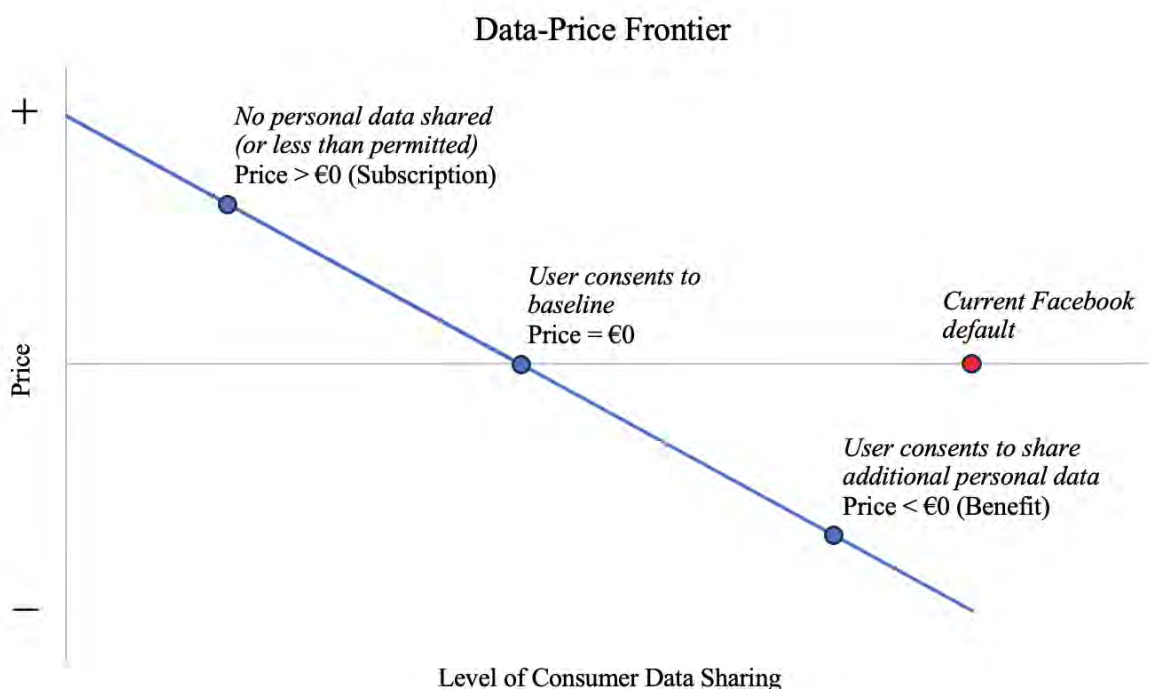 Data-Price Frontier
+
No personal data shared
(or less than permitted)
Price > €0 (Subscription)
User consents to
baseline
Price = €0
Current Facebook
default
Price
User consents to share
additional personal data
Price < €0 (Benefit)
–
Level of Consumer Data Sharing